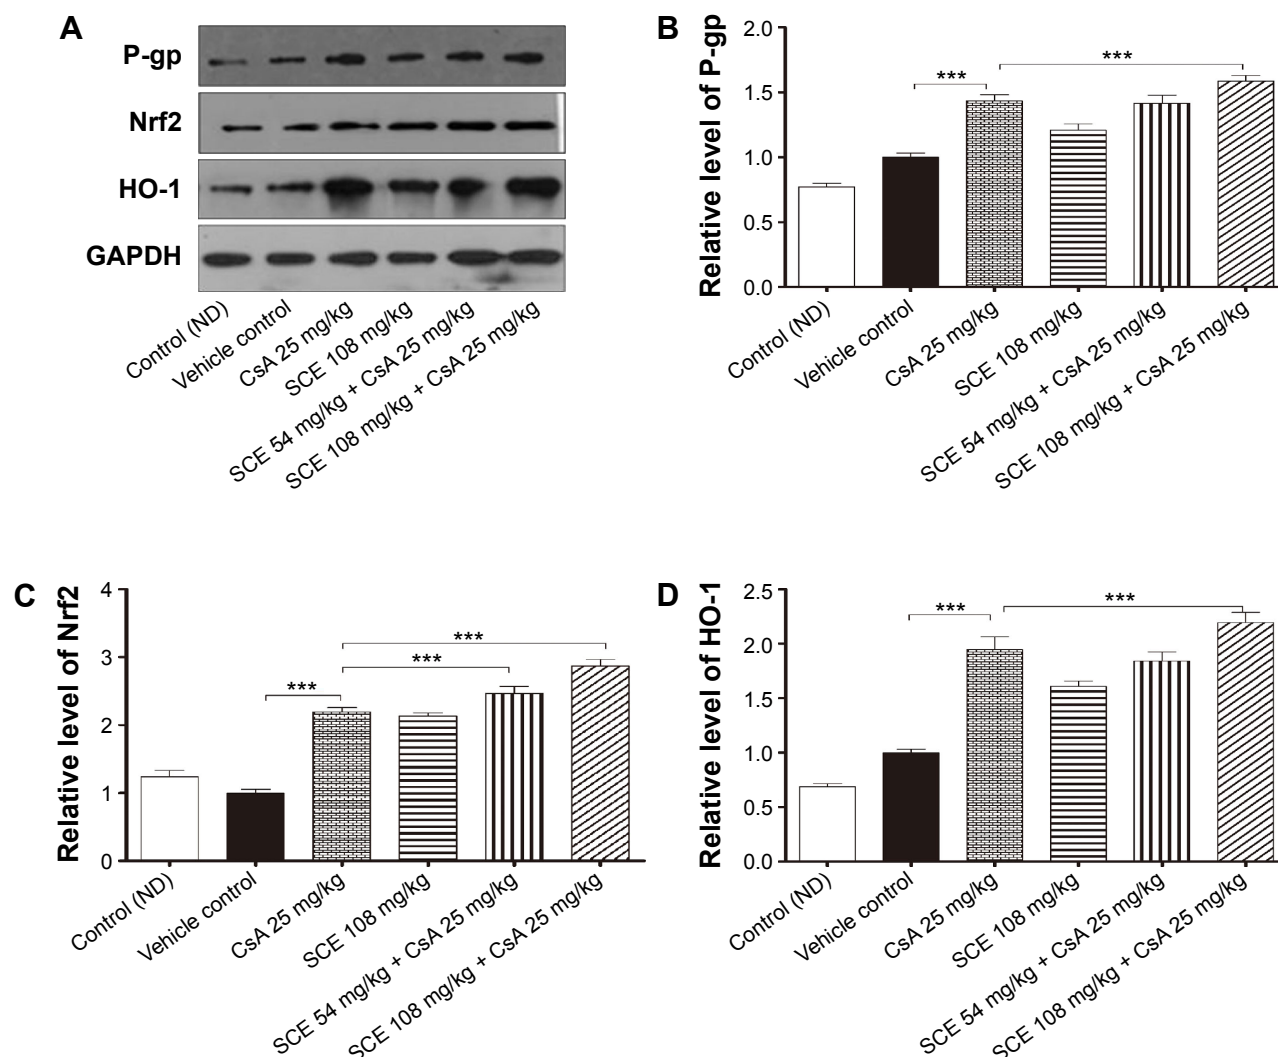 A
P-gp
Nrf2
HO-1
GAPDH
Control (ND)
Vehicle control
CsA 25 mg/kg
SCE 108 mg/kg
SCE 54 mg/kg + CsA 25 mg/kg
SCE 108 mg/kg + CsA 25 mg/kg
B
Relative level of P-gp
2.0
1.5
1.0
0.5
0.0
***
***
Control (ND)
Vehicle control
CsA 25 mg/kg
SCE 108 mg/kg
SCE 54 mg/kg + CsA 25 mg/kg
SCE 108 mg/kg + CsA 25 mg/kg
C
Relative level of Nrf2
4
3
2
1
0
***
***
***
Control (ND)
Vehicle control
CsA 25 mg/kg
SCE 108 mg/kg
SCE 54 mg/kg + CsA 25 mg/kg
SCE 108 mg/kg + CsA 25 mg/kg
D
Relative level of HO-1
2.5
2.0
1.5
1.0
0.5
0.0
***
***
Control (ND)
Vehicle control
CsA 25 mg/kg
SCE 108 mg/kg
SCE 54 mg/kg + CsA 25 mg/kg
SCE 108 mg/kg + CsA 25 mg/kg